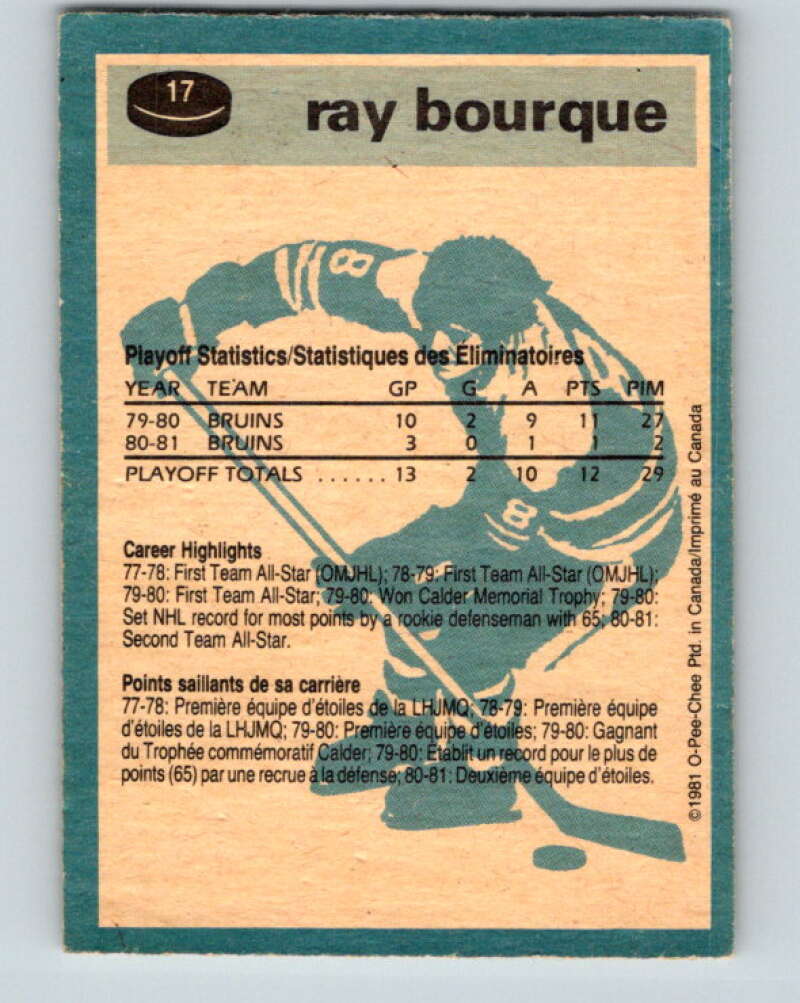 17
ray bourque
8
Playoff Statistics/Statistiques des Éliminatoires
YEAR TEAM GP G A PTS PIM
79-80 BRUINS 10 2 9 11 27
80-81 BRUINS 3 0 1 1 2
PLAYOFF TOTALS ...... 13 2 10 12 29
8
Career Highlights
77-78: First Team All-Star (OMJHL); 78-79: First Team All-Star (OMJHL);
79-80: First Team All-Star; 79-80: Won Calder Memorial Trophy; 79-80:
Set NHL record for most points by a rookie defenseman with 65; 80-81:
Second Team All-Star.
Points saillants de sa carrière
77-78: Première équipe d'étoiles de la LHJMQ; 78-79: Première équipe
d'étoiles de la LHJMQ; 79-80: Première équipe d'étoiles; 79-80: Gagnant
du Trophée commémoratif Calder; 79-80: Établit un record pour le plus de
points (65) par une recrue à la défense; 80-81: Deuxième équipe d'étoiles.
©1981 O-Pee-Chee Ptd. in Canada/Imprimé au Canada